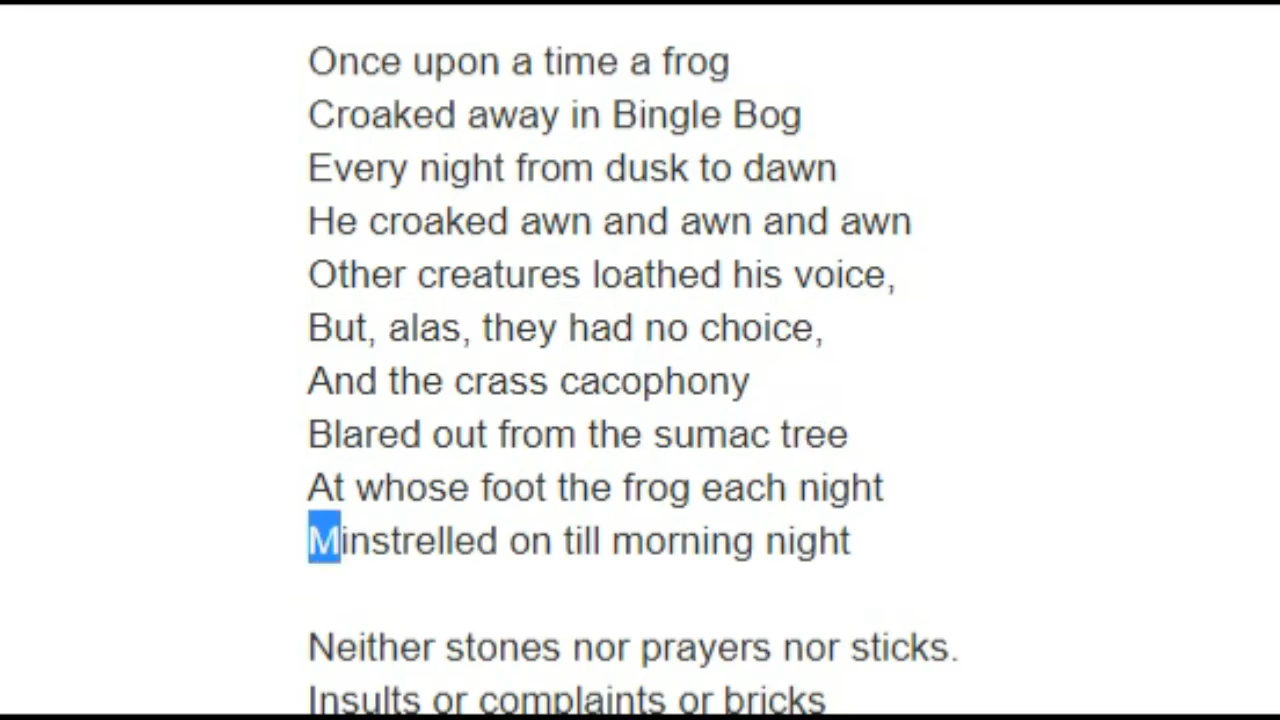 Once upon a time a frog
Croaked away in Bingle Bog
Every night from dusk to dawn
He croaked awn and awn and awn
Other creatures loathed his voice,
But, alas, they had no choice,
And the crass cacophony
Blared out from the sumac tree
At whose foot the frog each night
Minstrelled on till morning night
Neither stones nor prayers nor sticks.
Insults or complaints or bricks